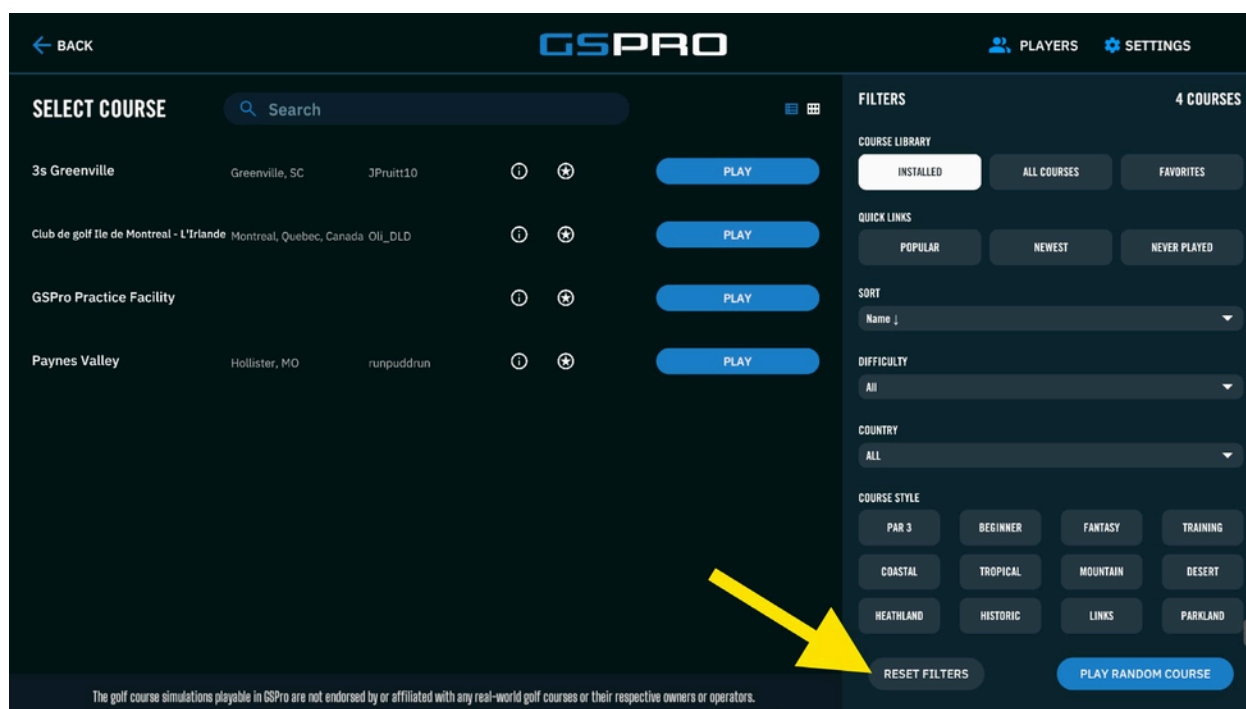 BACK
GSPRO
PLAYERS
SETTINGS
SELECT COURSE
Search
3s Greenville Greenville, SC JPruitt10 PLAY
Club de golf Ile de Montreal - L'Irlande Montreal, Quebec, Canada Oli_DLD PLAY
GSPro Practice Facility PLAY
Paynes Valley Hollister, MO runpuddrun PLAY
The golf course simulations playable in GSPro are not endorsed by or affiliated with any real-world golf courses or their respective owners or operators.
FILTERS 4 COURSES
COURSE LIBRARY
INSTALLED ALL COURSES FAVORITES
QUICK LINKS
POPULAR NEWEST NEVER PLAYED
SORT
Name ↓
DIFFICULTY
All
COUNTRY
ALL
COURSE STYLE
PAR 3 BEGINNER FANTASY TRAINING
COASTAL TROPICAL MOUNTAIN DESERT
HEATHLAND HISTORIC LINKS PARKLAND
RESET FILTERS PLAY RANDOM COURSE